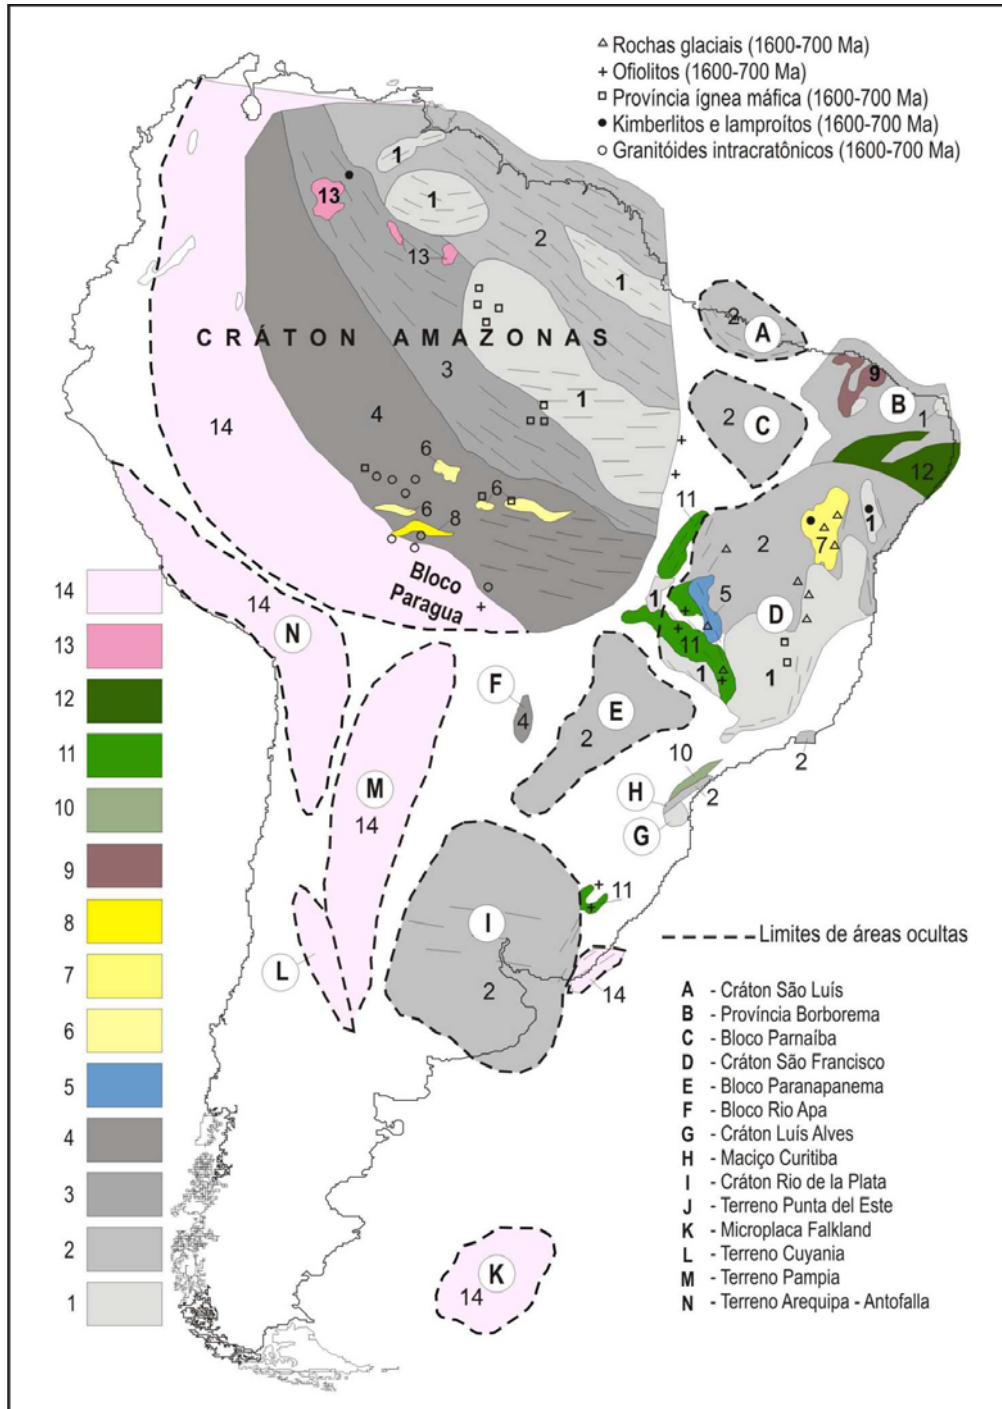 Rochas glaciais (1600-700 Ma)
Ofiolitos (1600-700 Ma)
Província ígnea máfica (1600-700 Ma)
Kimberlitos e lamproítos (1600-700 Ma)
Granitóides intracratônicos (1600-700 Ma)
1
13
1
2
13
1
2
A
CRÁTON AMAZONAS
3
9
1
B
1
4
2
C
14
6
12
6
11
6
8
1
2
7
Bloco
Paragua
14
N
1
5
D
11
1
1
F
4
E
2
2
10
H
2
G
M
14
11
I
L
2
14
K
14
14
13
12
11
10
9
8
7
6
5
4
3
2
1
Limites de áreas ocultas
A - Cráton São Luís
B - Província Borborema
C - Bloco Parnaíba
D - Cráton São Francisco
E - Bloco Paranapanema
F - Bloco Rio Apa
G - Cráton Luís Alves
H - Maciço Curitiba
I - Cráton Rio de la Plata
J - Terreno Punta del Este
K - Microplaca Falkland
L - Terreno Cuyania
M - Terreno Pampia
N - Terreno Arequipa - Antofalla